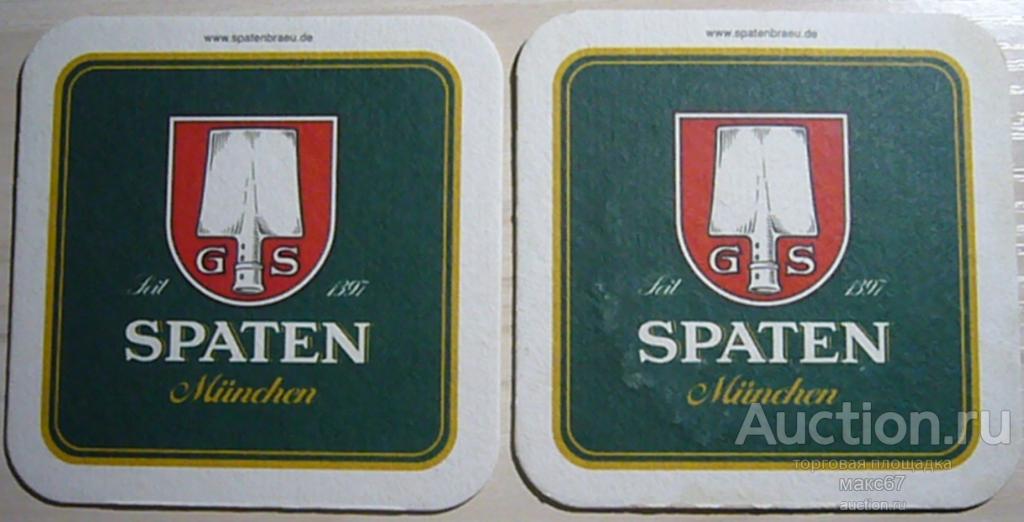 www.spatenbraeu.de
G S
Seit 1397
SPATEN
München
www.spatenbraeu.de
G S
Seit 1397
SPATEN
München
Auction.ru
торговая площадка
макс67
auction.ru